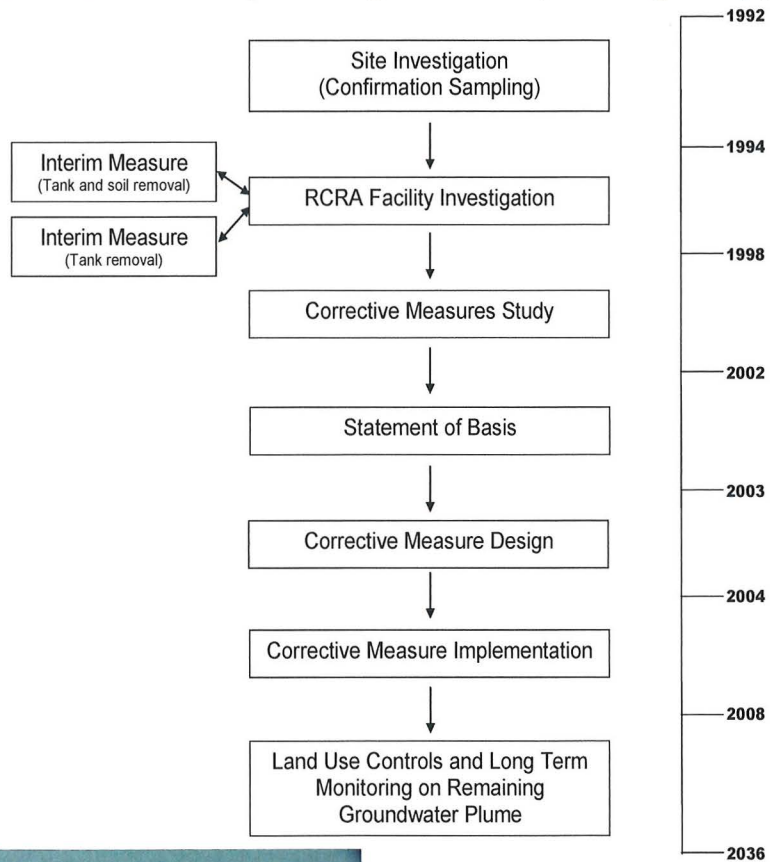 1992
Site Investigation
(Confirmation Sampling)
1994
Interim Measure
(Tank and soil removal)
RCRA Facility Investigation
Interim Measure
(Tank removal)
1998
Corrective Measures Study
2002
Statement of Basis
2003
Corrective Measure Design
2004
Corrective Measure Implementation
2008
Land Use Controls and Long Term
Monitoring on Remaining
Groundwater Plume
2036